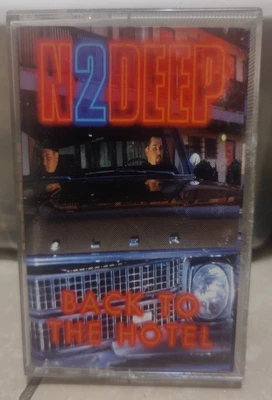 N2DEEP
BACK TO
THE HOTEL